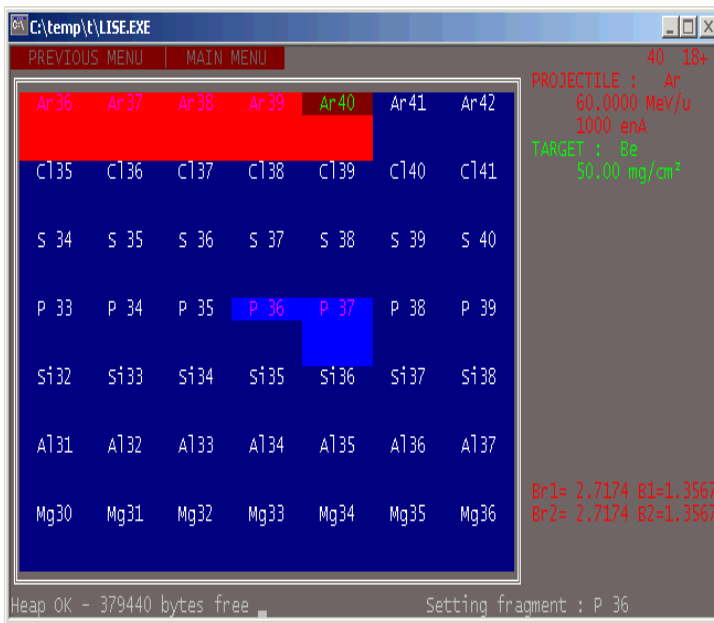 C:\temp\t\LISE.EXE
PREVIOUS MENU | MAIN MENU
40 18+
PROJECTILE : Ar
60.0000 MeV/u
1000 enA
TARGET : Be
50.00 mg/cm²
Ar36 Ar37 Ar38 Ar39 Ar40 Ar41 Ar42
Cl35 Cl36 Cl37 Cl38 Cl39 Cl40 Cl41
S 34 S 35 S 36 S 37 S 38 S 39 S 40
P 33 P 34 P 35 P 36 P 37 P 38 P 39
Si32 Si33 Si34 Si35 Si36 Si37 Si38
Al31 Al32 Al33 Al34 Al35 Al36 Al37
Mg30 Mg31 Mg32 Mg33 Mg34 Mg35 Mg36
Br1= 2.7174 B1=1.3567
Br2= 2.7174 B2=1.3567
Heap OK - 379440 bytes free _ Setting fragment : P 36